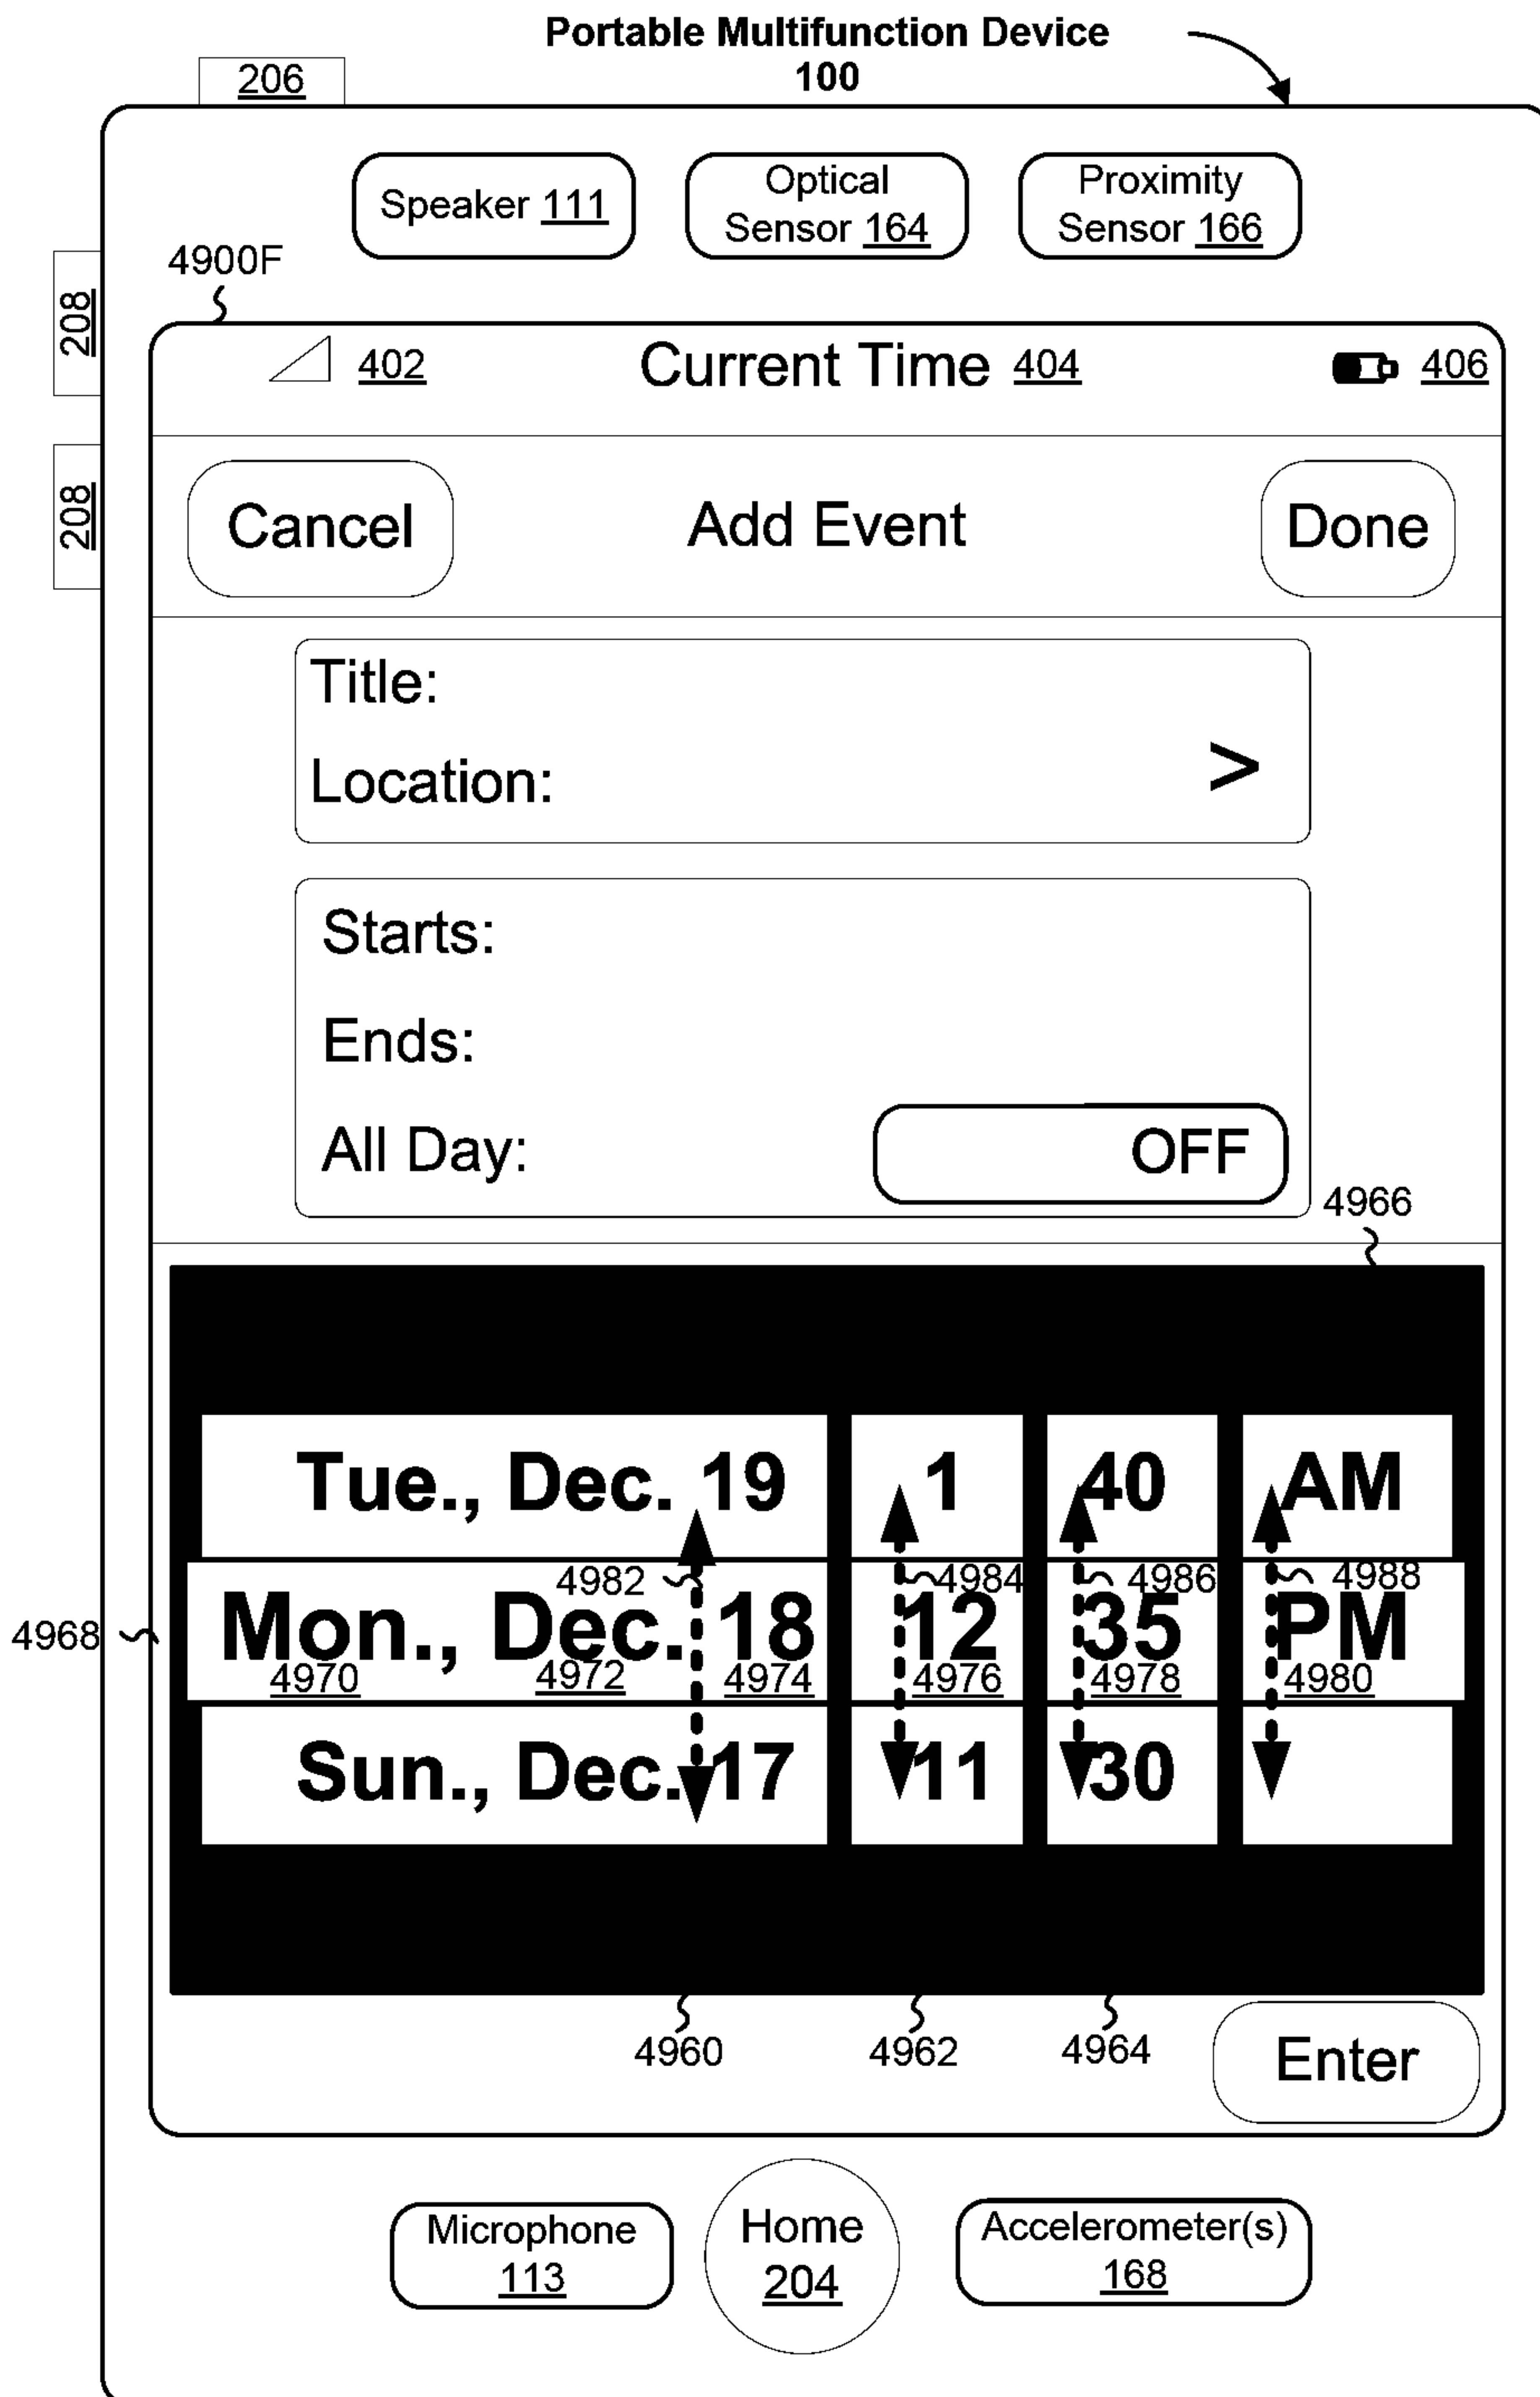 Portable Multifunction Device
100
206
Speaker 111
Optical
Sensor 164
Proximity
Sensor 166
4900F
208
208
402
Current Time 404
406
Cancel
Add Event
Done
Title:
Location:
>
Starts:
Ends:
All Day:
OFF
4966
Tue., Dec. 19
1
40
AM
4982
4984
4986
4988
4968
Mon., Dec. 18
12
35
PM
4970
4972
4974
4976
4978
4980
Sun., Dec. 17
11
30
4960
4962
4964
Enter
Microphone
113
Home
204
Accelerometer(s)
168